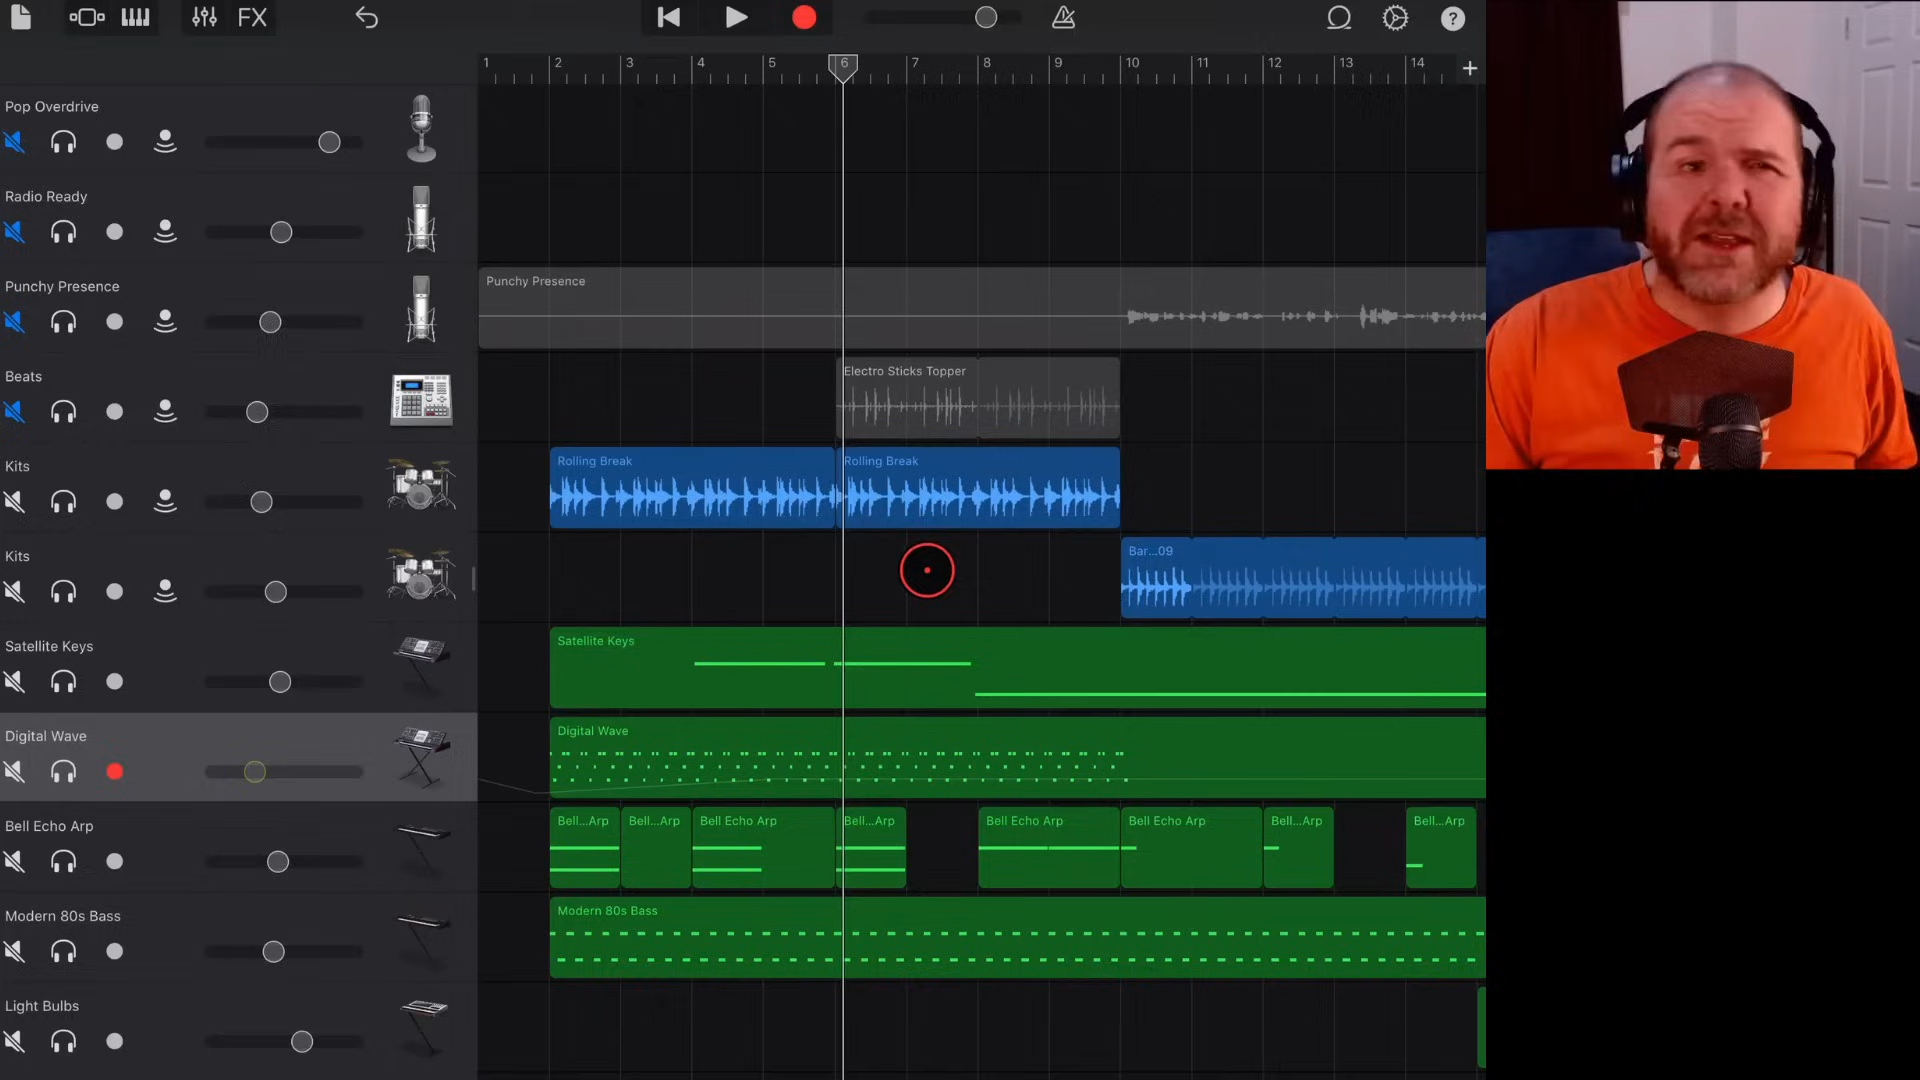 FX
?
1 2 3 4 5 6 7 8 9 10 11 12 13 14 +
Pop Overdrive
Radio Ready
Punchy Presence
Punchy Presence
Beats
Electro Sticks Topper
Kits
Rolling Break Rolling Break
Kits
Bar...09
Satellite Keys
Satellite Keys
Digital Wave
Digital Wave
Bell Echo Arp
Bell...Arp Bell...Arp Bell Echo Arp Bell...Arp Bell Echo Arp Bell Echo Arp Bell...Arp Bell...Arp
Modern 80s Bass
Modern 80s Bass
Light Bulbs